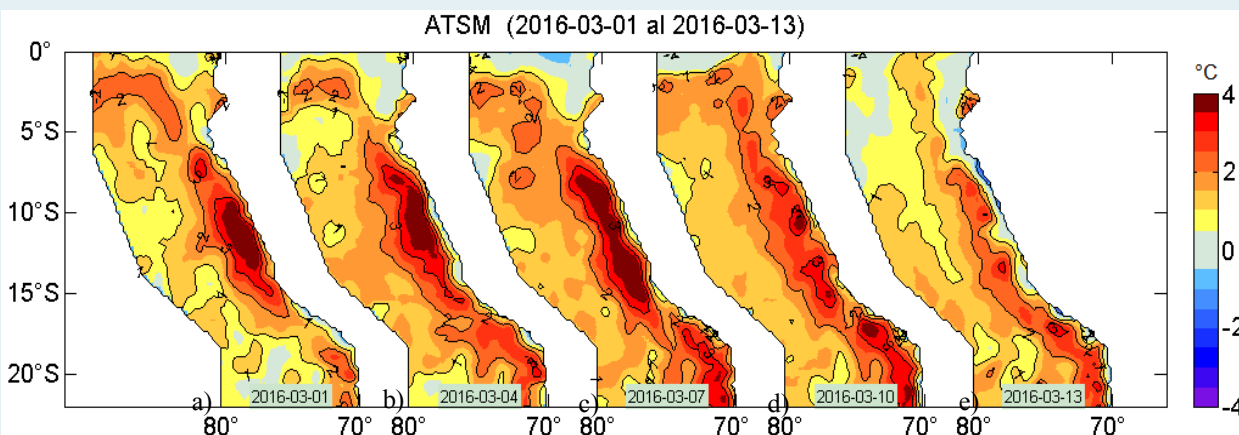 ATSM (2016-03-01 al 2016-03-13)
°C
0°
5°S
10°S
15°S
20°S
a) 2016-03-01
b) 2016-03-04
c) 2016-03-07
d) 2016-03-10
e) 2016-03-13
80° 70° 80° 70° 80° 70° 80° 70° 80° 70°
4
2
0
-2
-4